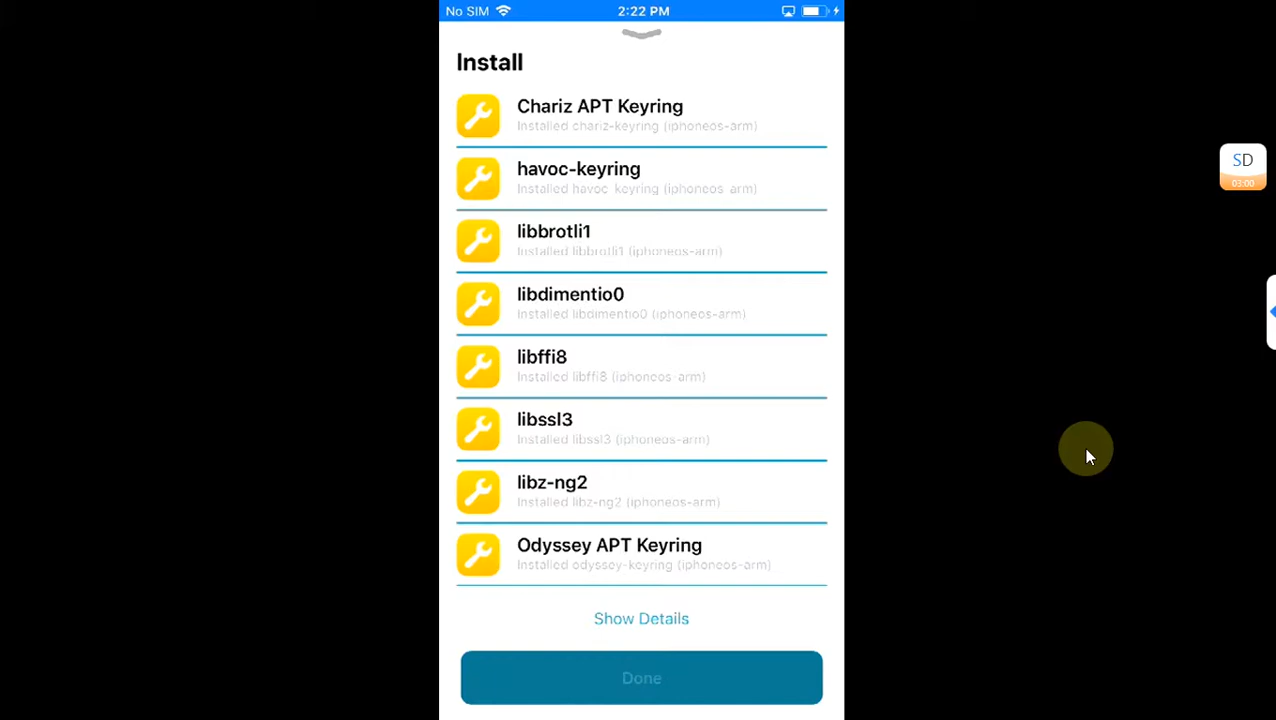 No SIM
2:22 PM
Install
Chariz APT Keyring
Installed chariz-keyring (iphoneos-arm)
havoc-keyring
Installed havoc-keyring (iphoneos-arm)
libbrotli1
Installed libbrotli1 (iphoneos-arm)
libdimentio0
Installed libdimentio0 (iphoneos-arm)
libffi8
Installed libffi8 (iphoneos-arm)
libssl3
Installed libssl3 (iphoneos-arm)
libz-ng2
Installed libz-ng2 (iphoneos-arm)
Odyssey APT Keyring
Installed odyssey-keyring (iphoneos-arm)
Show Details
Done
SD
03:00